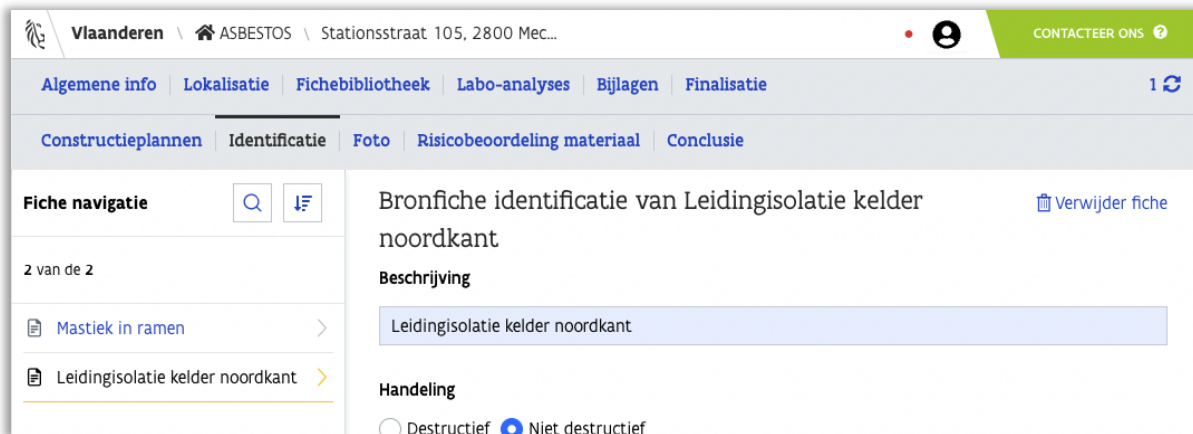 Vlaanderen \ ASBESTOS \ Stationsstraat 105, 2800 Mec...
CONTACTEER ONS ?
Algemene info | Lokalisatie | Fichebibliotheek | Labo-analyses | Bijlagen | Finalisatie
1
Constructieplannen | Identificatie | Foto | Risicobeoordeling materiaal | Conclusie
Fiche navigatie
2 van de 2
Mastiek in ramen
Leidingisolatie kelder noordkant
Bronfiche identificatie van Leidingisolatie kelder
noordkant
Verwijder fiche
Beschrijving
Leidingisolatie kelder noordkant
Handeling
Destructief Niet destructief